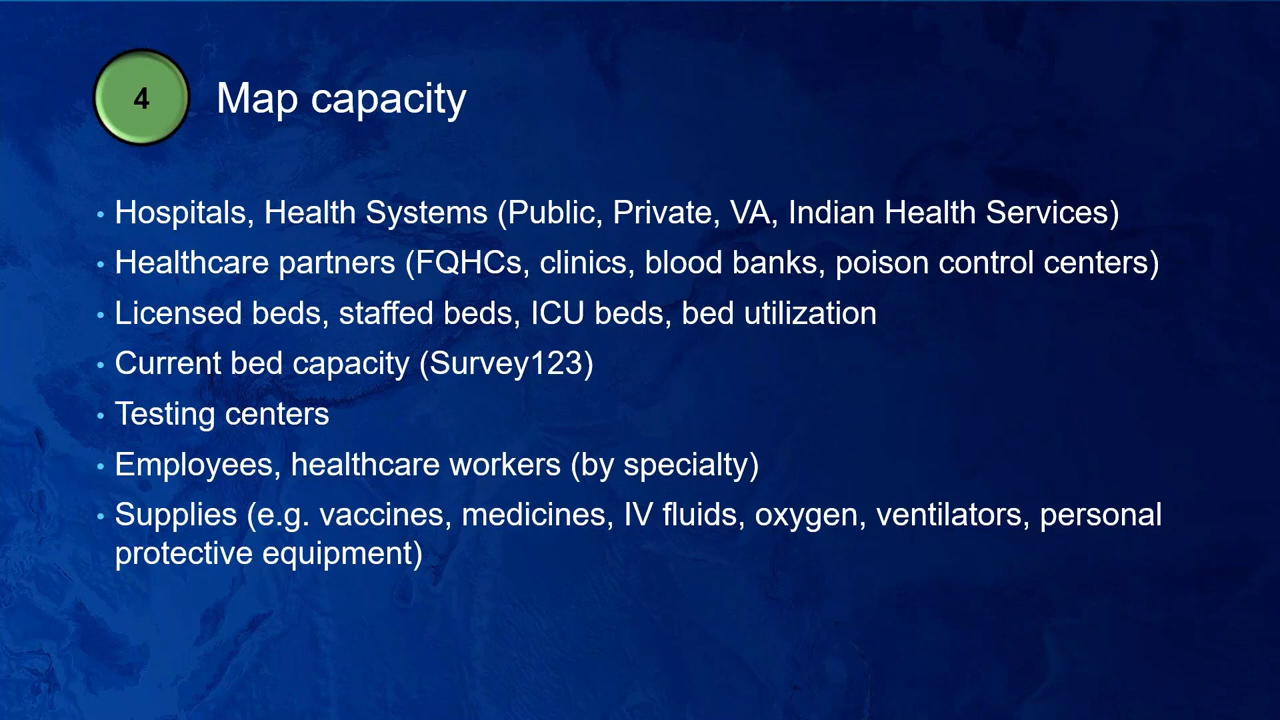 4
Map capacity
• Hospitals, Health Systems (Public, Private, VA, Indian Health Services)
• Healthcare partners (FQHCs, clinics, blood banks, poison control centers)
• Licensed beds, staffed beds, ICU beds, bed utilization
• Current bed capacity (Survey123)
• Testing centers
• Employees, healthcare workers (by specialty)
• Supplies (e.g. vaccines, medicines, IV fluids, oxygen, ventilators, personal
protective equipment)